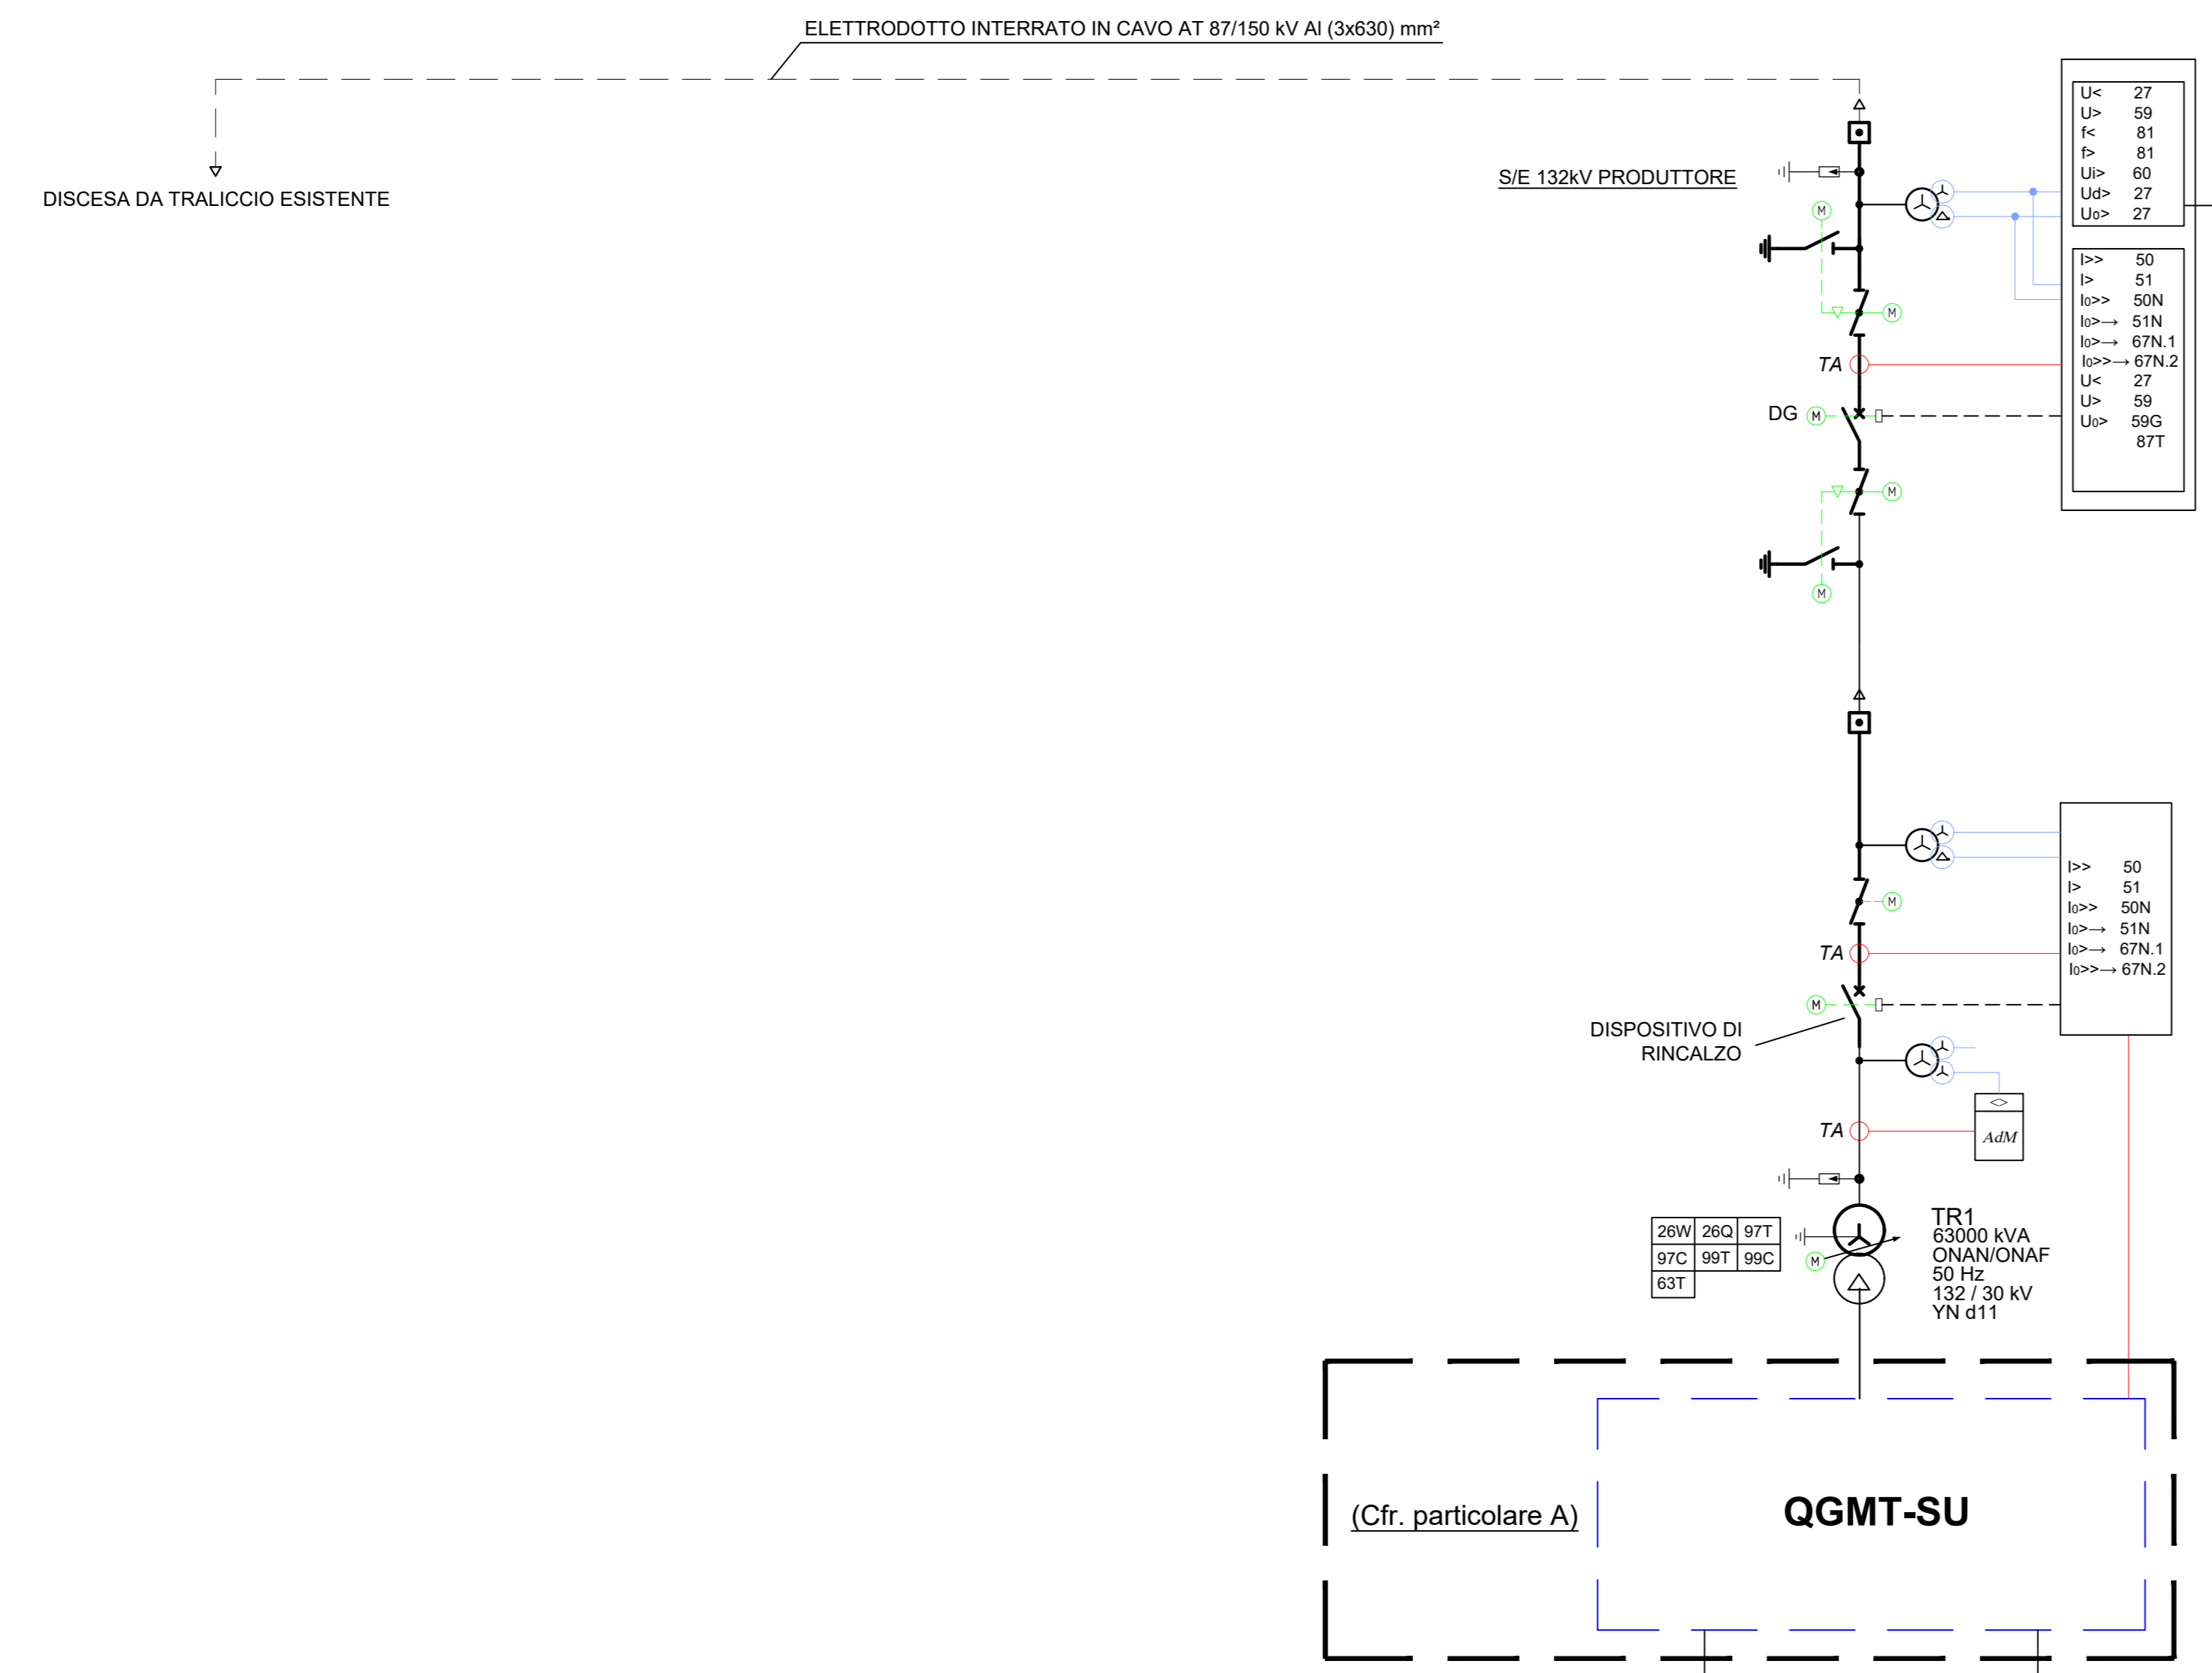 ELETTRODOTTO INTERRATO IN CAVO AT 87/150 kV Al (3x630) mm²
DISCESA DA TRALICCIO ESISTENTE
S/E 132kV PRODUTTORE
U< 27
U> 59
f< 81
f> 81
Ui> 60
Ud> 27
U0> 27
I>> 50
I> 51
I0>> 50N
I0>→ 51N
I0>→ 67N.1
I0>>→ 67N.2
U< 27
U> 59
U0> 59G
87T
M
M
TA
DG M
M
M
I>> 50
I> 51
I0>> 50N
I0>→ 51N
I0>→ 67N.1
I0>>→ 67N.2
M
TA
M
DISPOSITIVO DI
RINCALZO
<>
TA
AdM
26W 26Q 97T
97C 99T 99C
63T
M
TR1
63000 kVA
ONAN/ONAF
50 Hz
132 / 30 kV
YN d11
(Cfr. particolare A)
QGMT-SU